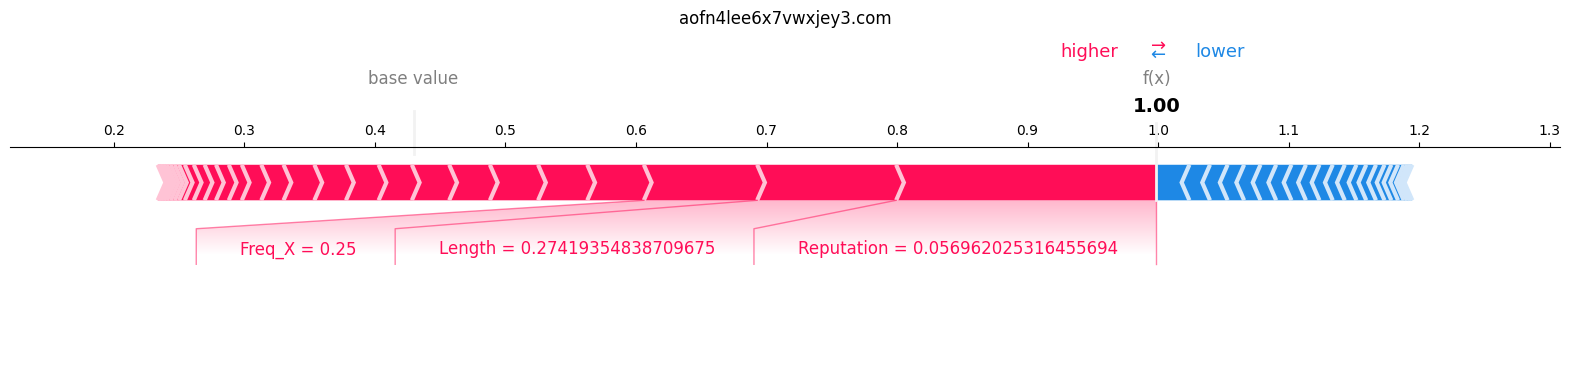 aofn4lee6x7vwxjey3.com
higher ⇄ lower
base value f(x)
1.00
0.2 0.3 0.4 0.5 0.6 0.7 0.8 0.9 1.0 1.1 1.2 1.3
Freq_X = 0.25 Length = 0.27419354838709675 Reputation = 0.056962025316455694